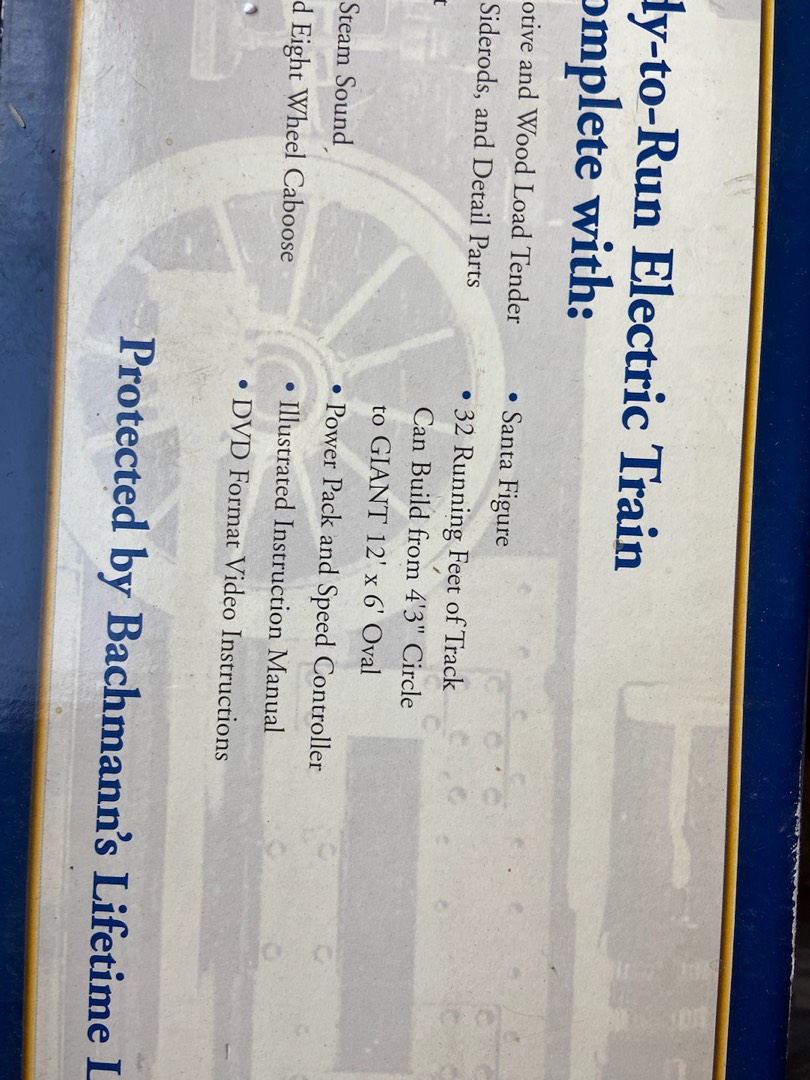 dy-to-Run Electric Train
omplete with:
otive and Wood Load Tender
Siderods, and Detail Parts
t
Steam Sound
d Eight Wheel Caboose
• Santa Figure
• 32 Running Feet of Track
Can Build from 4'3" Circle
to GIANT 12' x 6' Oval
• Power Pack and Speed Controller
• Illustrated Instruction Manual
• DVD Format Video Instructions
Protected by Bachmann's Lifetime L